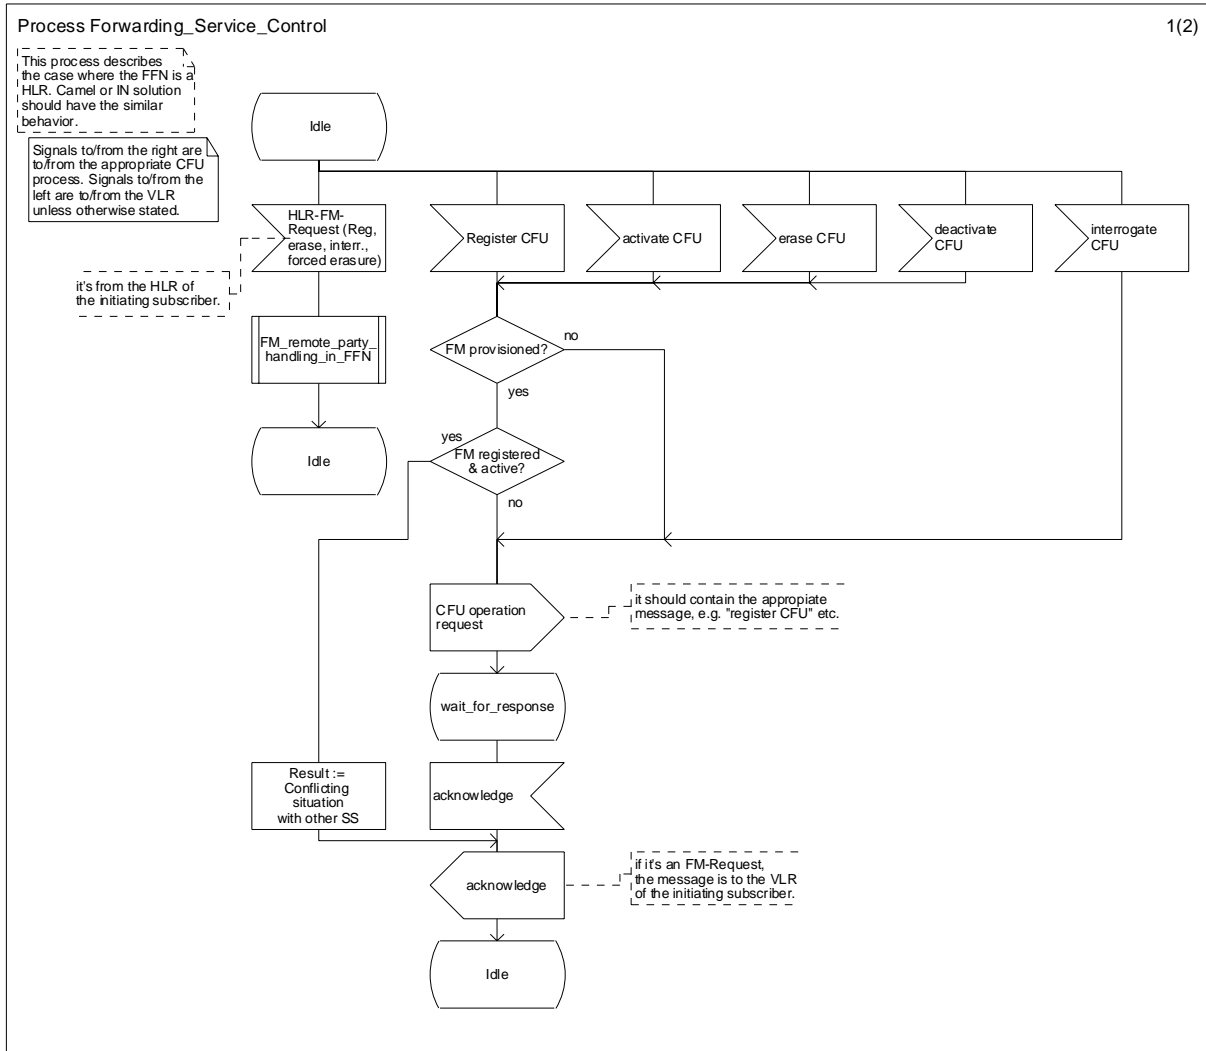 Process Forwarding_Service_Control
1(2)
This process describes
the case where the FFN is a
HLR. Camel or IN solution
should have the similar
behavior.
Signals to/from the right are
to/from the appropriate CFU
process. Signals to/from the
left are to/from the VLR
unless otherwise stated.
Idle
HLR-FM-
Request (Reg,
erase, interr.,
forced erasure)
Register CFU
activate CFU
erase CFU
deactivate
CFU
interrogate
CFU
it's from the HLR of
the initiating subscriber.
FM_remote_party_
handling_in_FFN
FM provisioned?
no
yes
Idle
yes
FM registered
& active?
no
CFU operation
request
it should contain the appropiate
message, e.g. "register CFU" etc.
wait_for_response
Result :=
Conflicting
situation
with other SS
acknowledge
acknowledge
if it's an FM-Request,
the message is to the VLR
of the initiating subscriber.
Idle